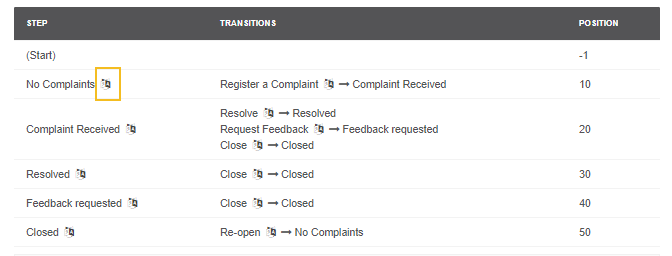 STEP TRANSITIONS POSITION
(Start) -1
No Complaints Register a Complaint → Complaint Received 10
Resolve → Resolved
Complaint Received Request Feedback → Feedback requested 20
Close → Closed
Resolved Close → Closed 30
Feedback requested Close → Closed 40
Closed Re-open → No Complaints 50